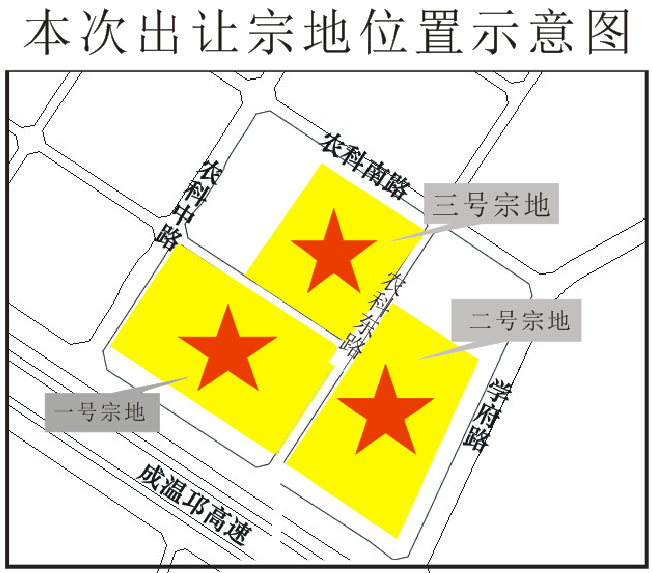 本次出让宗地位置示意图
农科南路
农科中路
三号宗地
农科东路
二号宗地
一号宗地
学府路
成温邛高速